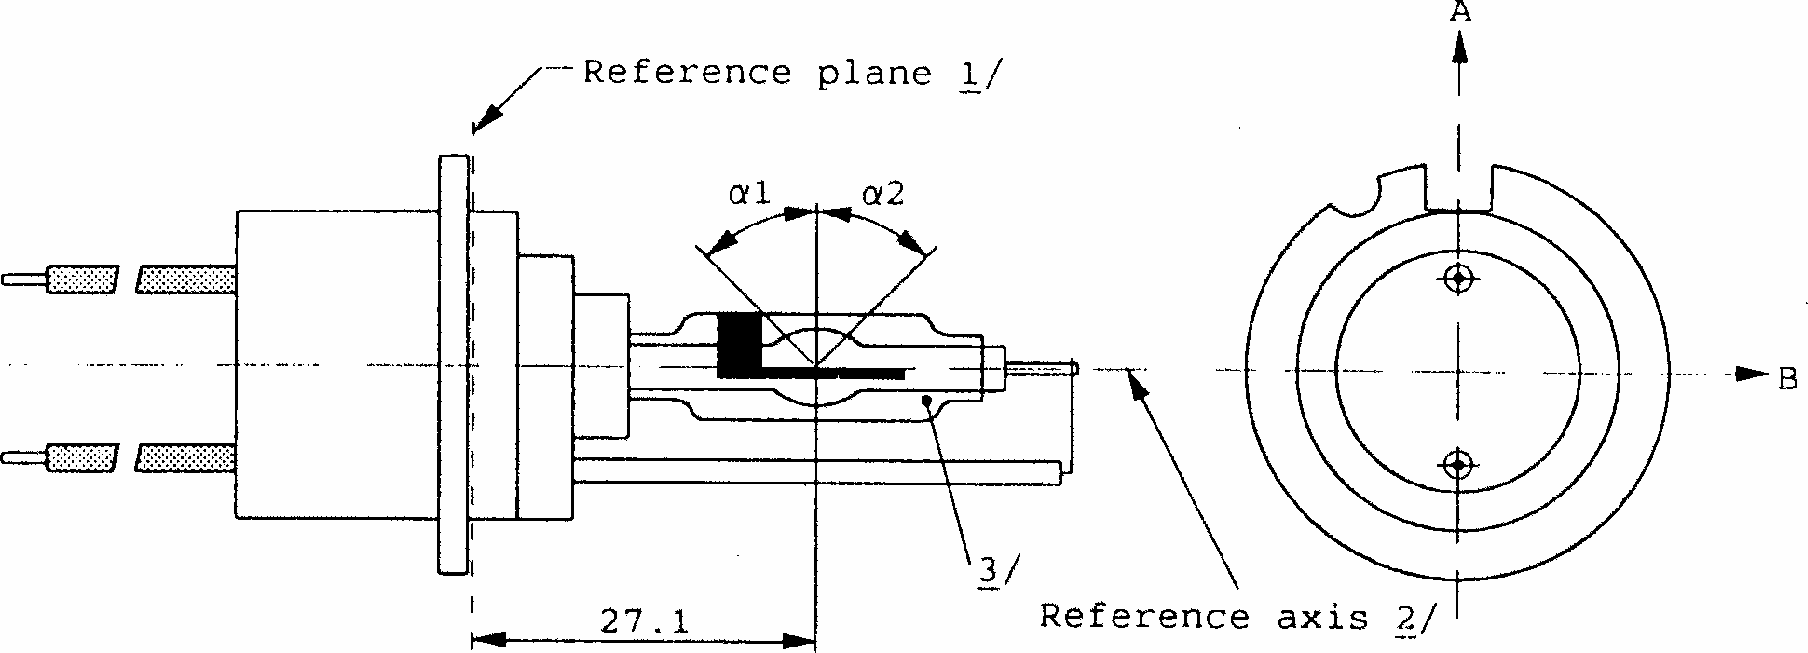 A
Reference plane 1/
α1
α2
B
3/
27.1
Reference axis 2/